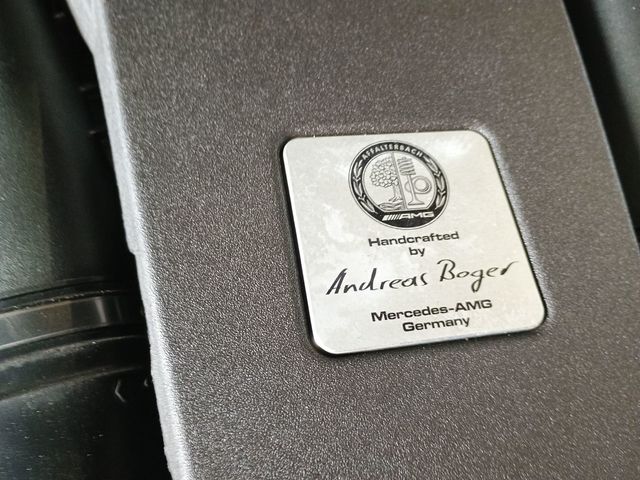 AFFALTERBACH
AMG
Handcrafted
by
Andreas Boger
Mercedes-AMG
Germany